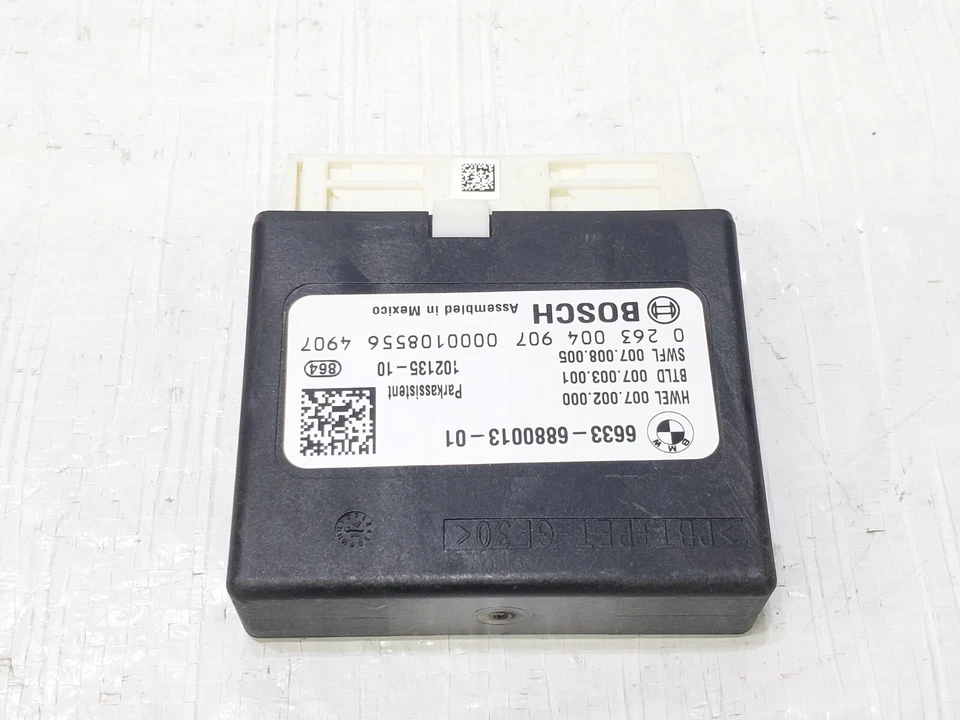 BMW
6633-6880013-01
HWEL 007.002.000
BTLD 007.003.001
SWFL 007.008.005
Parkassistent
102135-10
864
0 263 004 907 0000108556 4907
BOSCH
Assembled in Mexico
>PBT+PET-GF30<